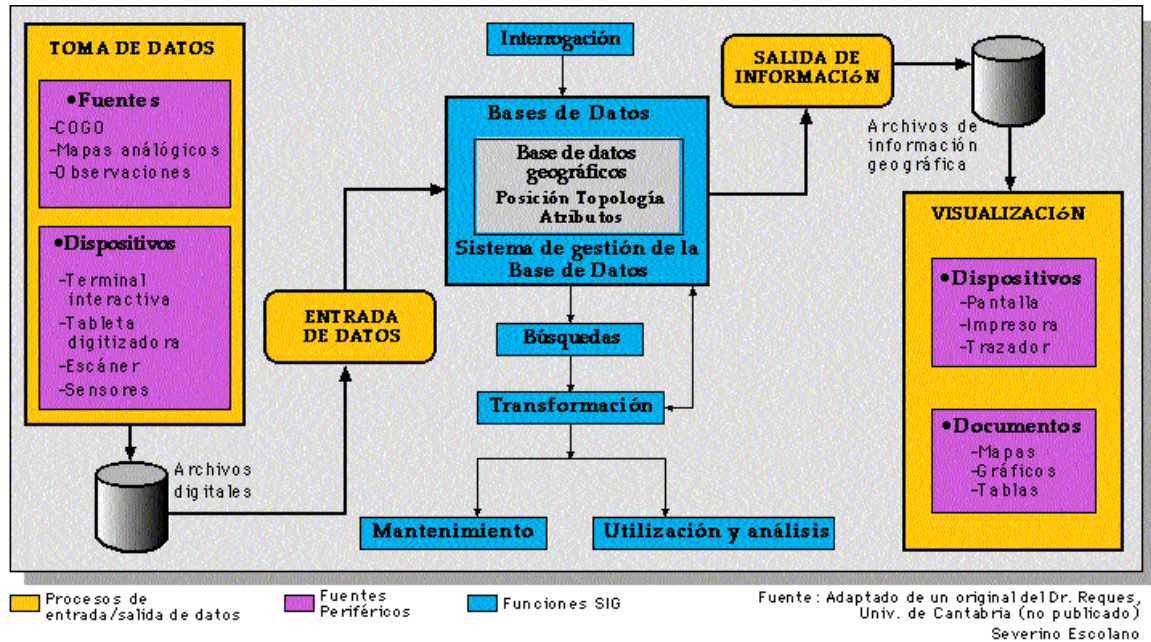 TOMA DE DATOS
•Fuentes
-COGO
-Mapas análógicos
-Observaciones
•Dispositivos
-Terminal
interactiva
-Tableta
digitizadora
-Escáner
-Sensores
Archivos
digitales
ENTRADA
DE DATOS
Interrogación
Bases de Datos
Base de datos
geográficos
Posición Topología
Atributos
Sistema de gestión de la
Base de Datos
Búsquedas
Transformación
Mantenimiento
Utilización y análisis
SALIDA DE
INFORMACIóN
Archivos de
información
geográfica
VISUALIZACIóN
•Dispositivos
-Pantalla
-Impresora
-Trazador
•Documentos
-Mapas
-Gráficos
-Tablas
Procesos de
entrada/salida de datos
Fuentes
Periféricos
Funciones SIG
Fuente: Adaptado de un original del Dr. Reques,
Univ. de Cantabria (no publicado)
Severino Escolano